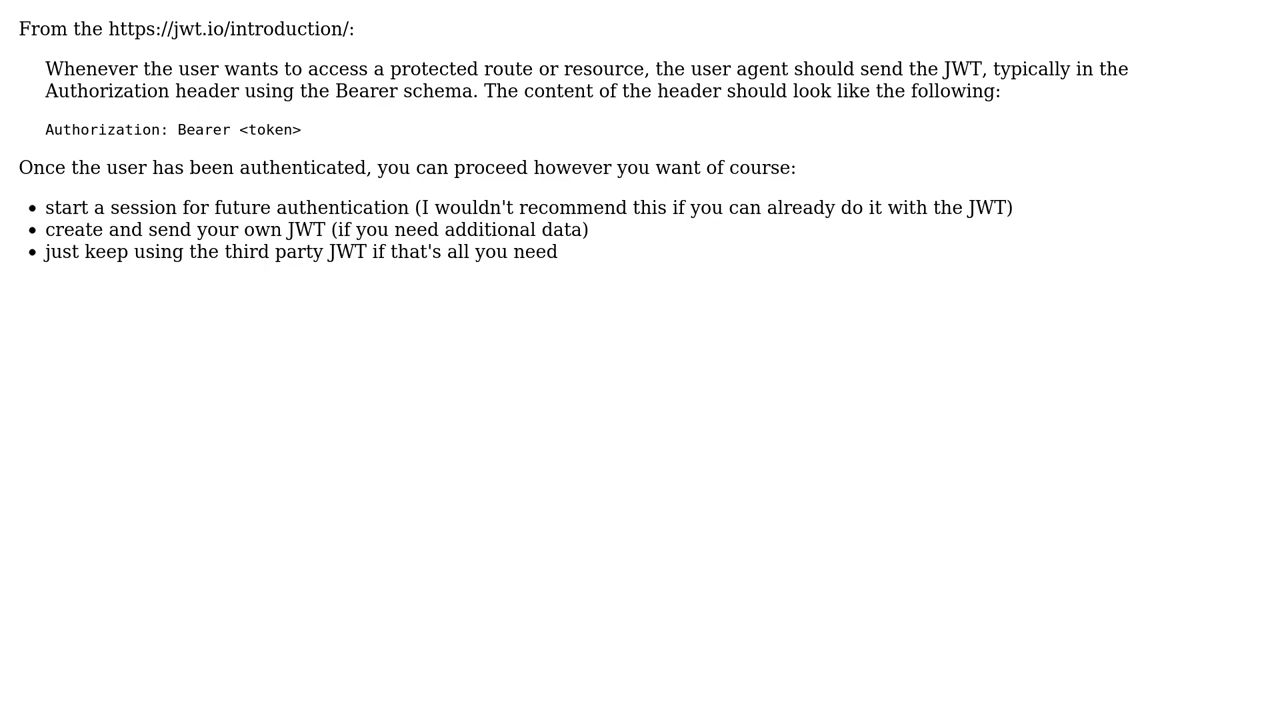 From the https://jwt.io/introduction/:
Whenever the user wants to access a protected route or resource, the user agent should send the JWT, typically in the
Authorization header using the Bearer schema. The content of the header should look like the following:
Authorization: Bearer <token>
Once the user has been authenticated, you can proceed however you want of course:
• start a session for future authentication (I wouldn't recommend this if you can already do it with the JWT)
• create and send your own JWT (if you need additional data)
• just keep using the third party JWT if that's all you need